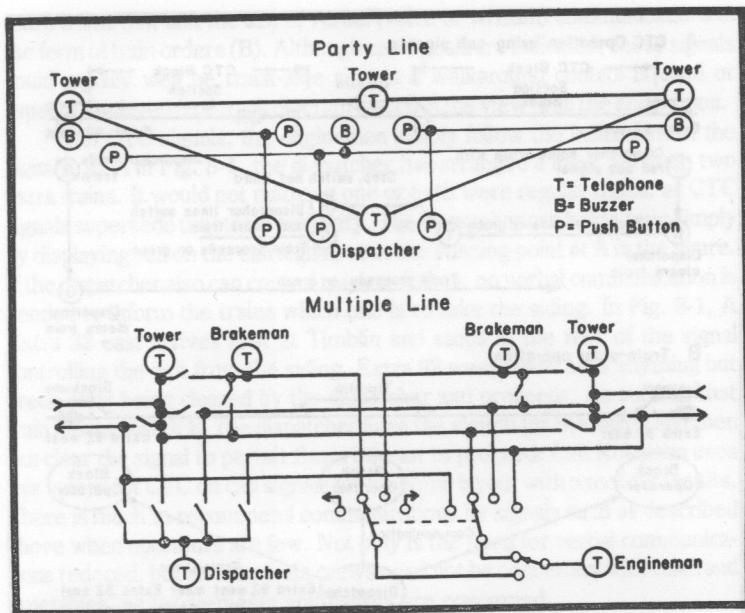 Party Line
Tower
Tower
Tower
T
T
T
B
P
P
B
P
P
B
T = Telephone
B = Buzzer
P = Push Button
P
P
T
P
Dispatcher
Multiple Line
Tower
Brakeman
Brakeman
Tower
T
T
T
T
T
Dispatcher
T
Engineman